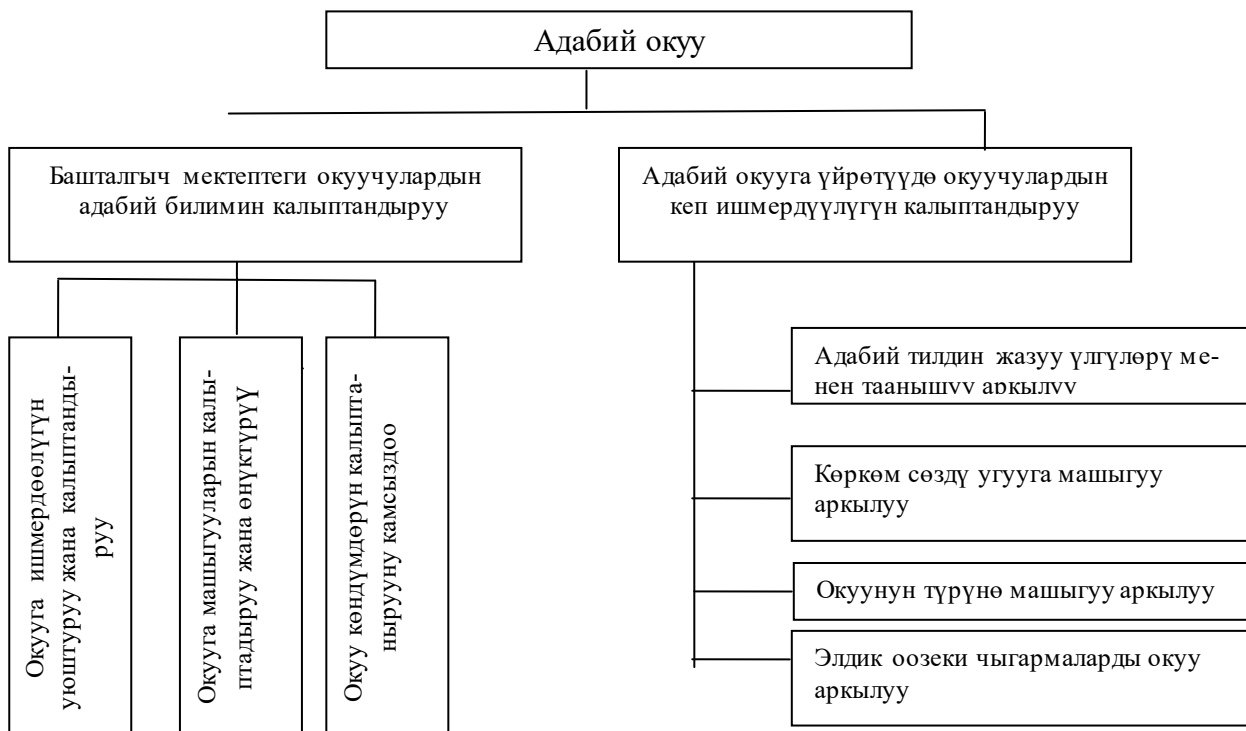 Адабий окуу
Башталгыч мектептеги окуучулардын
адабий билимин калыптандыруу
Адабий окууга үйрөтүүдө окуучулардын
кеп ишмердүүлүгүн калыптандыруу
Окууга ишмердөөлүгүн
уюштуруу жана калыптанды-
руу
Окууга машыгууларын калы-
птадыруу жана өнүктүрүү
Окуу көндүмдөрүн калыпта-
нырууну камсыздоо
Адабий тилдин жазуу үлгүлөрү ме-
нен таанышуу аркылуу
Көркөм сөздү угууга машыгуу
аркылуу
Окуунун түрүнө машыгуу аркылуу
Элдик оозеки чыгармаларды окуу
аркылуу